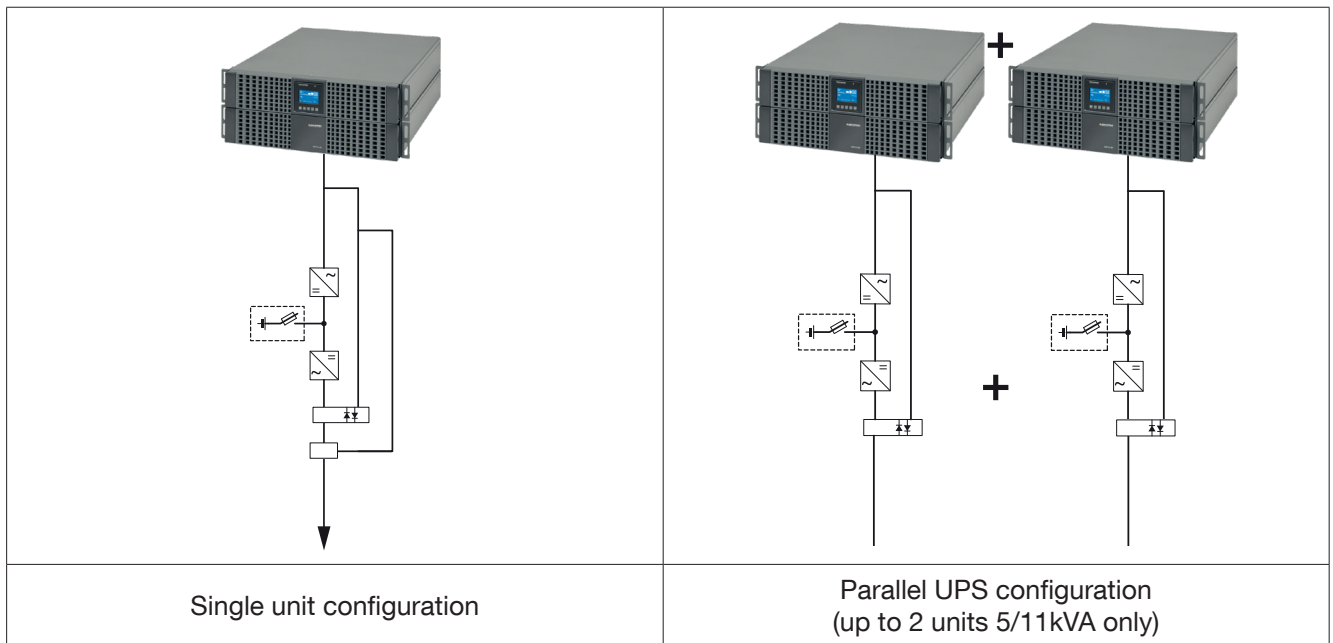 Single unit configuration
Parallel UPS configuration
(up to 2 units 5/11kVA only)